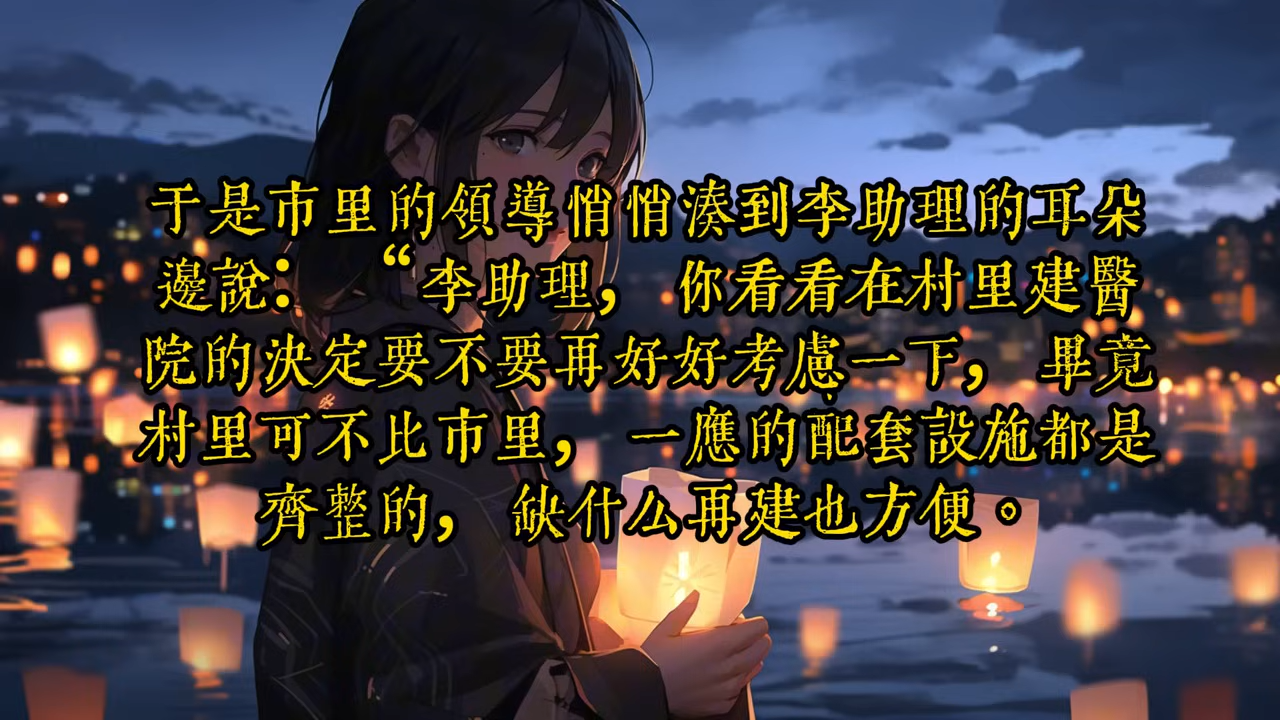 于是市里的領導悄悄湊到李助理的耳朵
邊說：“李助理，你看看在村里建醫
院的決定要不要再好好考慮一下，畢竟
村里可不比市里，一應的配套設施都是
齊整的，缺什么再建也方便。